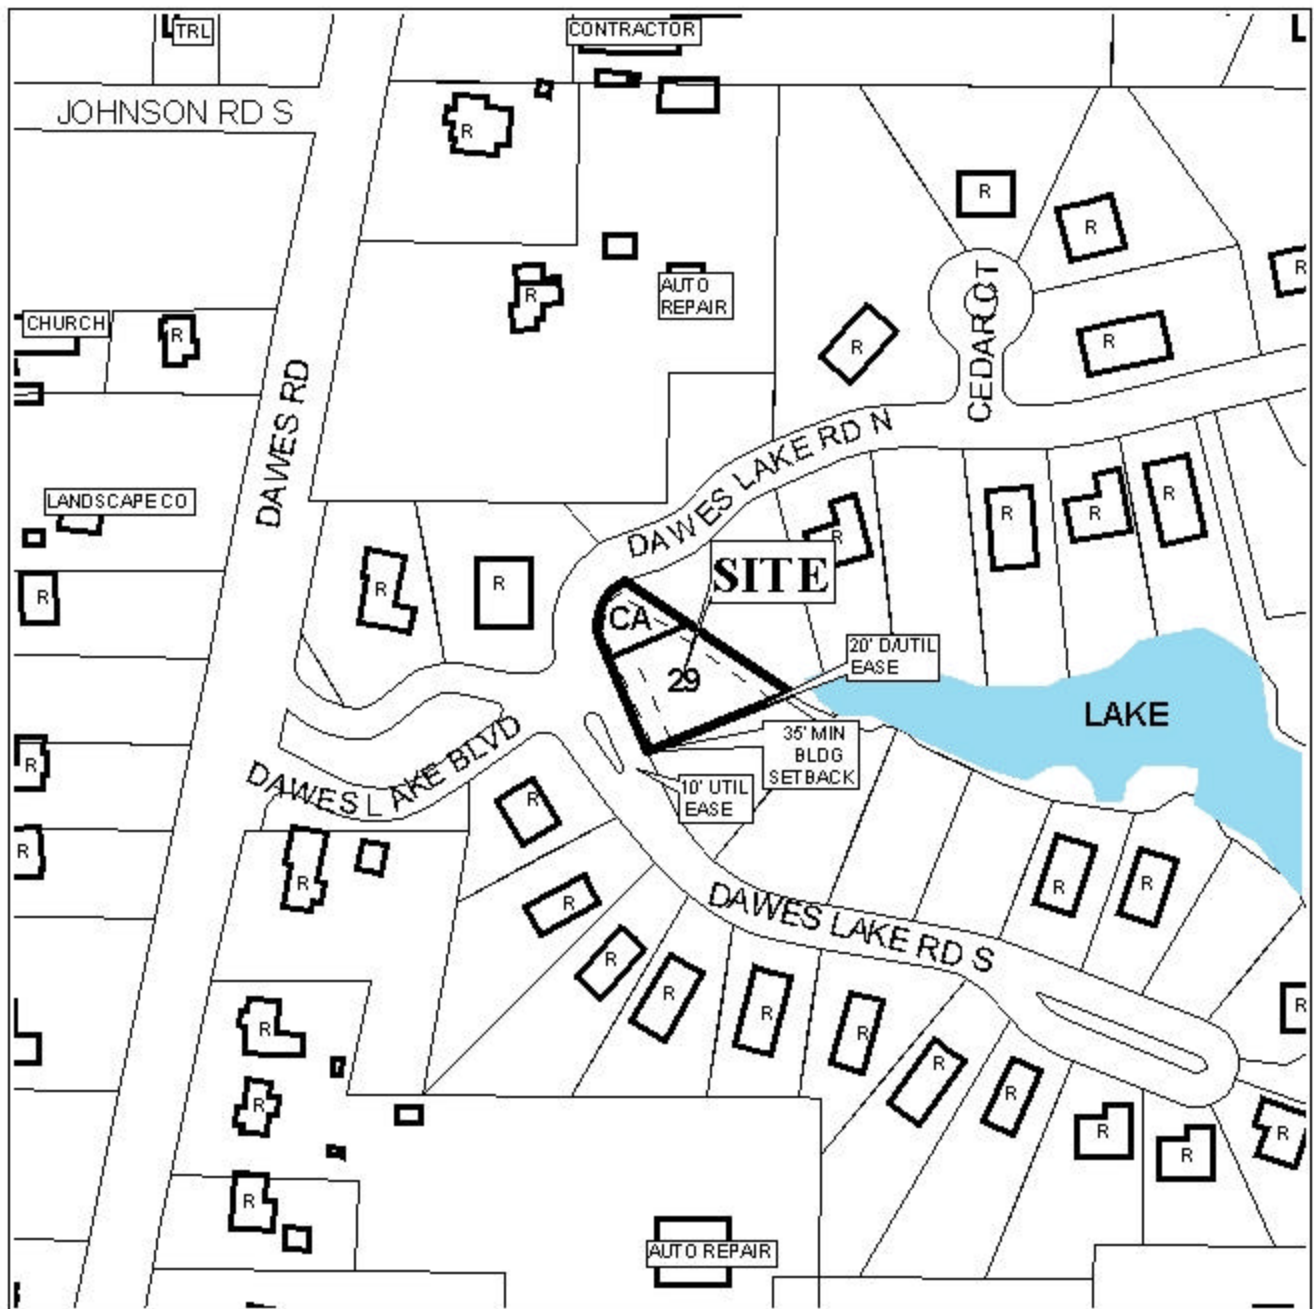 TRL
CONTRACTOR
JOHNSON RD S
R
R
R
AUTO
REPAIR
R
R
R
CEDAR CT
CHURCH
R
R
R
DAWES RD
DAWES LAKE RD N
LANDSCAPE CO
R
R
R
R
R
R
R
SITE
CA
20' D/UTIL
EASE
29
LAKE
35' MIN
BLDG
SETBACK
R
DAWES LAKE BLVD
10' UTIL
EASE
R
R
R
R
R
R
R
DAWES LAKE RD S
R
R
R
R
R
R
R
R
R
R
R
R
R
R
AUTO REPAIR